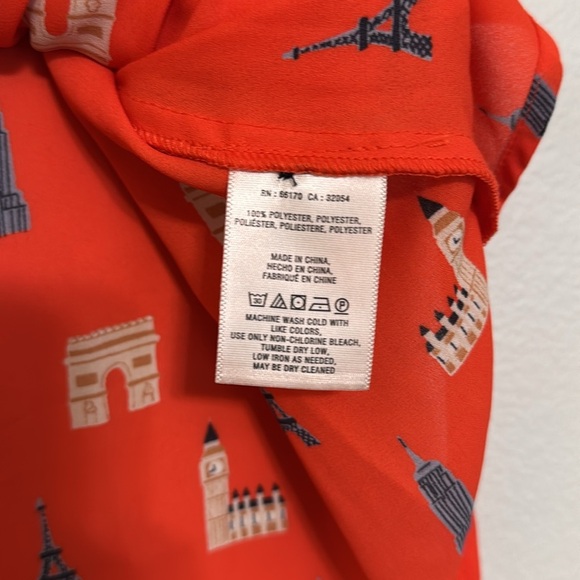 RN : 66170 CA : 32054
100% POLYESTER, POLYESTER,
POLIÉSTER, POLIESTERE, POLYESTER
MADE IN CHINA,
HECHO EN CHINA,
FABRIQUÉ EN CHINE
30
MACHINE WASH COLD WITH
LIKE COLORS,
USE ONLY NON-CHLORINE BLEACH,
TUMBLE DRY LOW,
LOW IRON AS NEEDED,
MAY BE DRY CLEANED